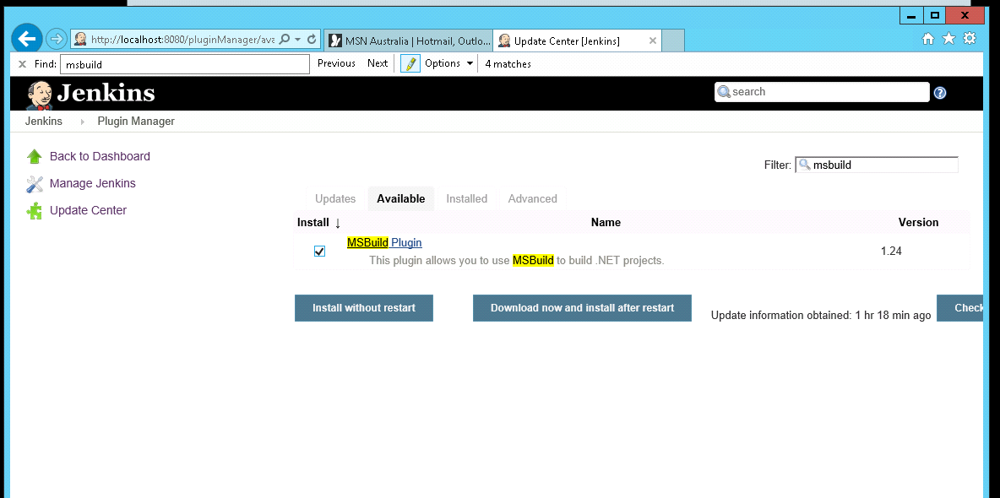 http://localhost:8080/pluginManager/ava
MSN Australia | Hotmail, Outlo...
Update Center [Jenkins]
x Find: msbuild Previous Next Options 4 matches
Jenkins
search
?
Jenkins Plugin Manager
Back to Dashboard
Manage Jenkins
Update Center
Filter: msbuild
Updates Available Installed Advanced
Install ↓ Name Version
MSBuild Plugin
This plugin allows you to use MSBuild to build .NET projects.
1.24
Install without restart
Download now and install after restart
Update information obtained: 1 hr 18 min ago
Check